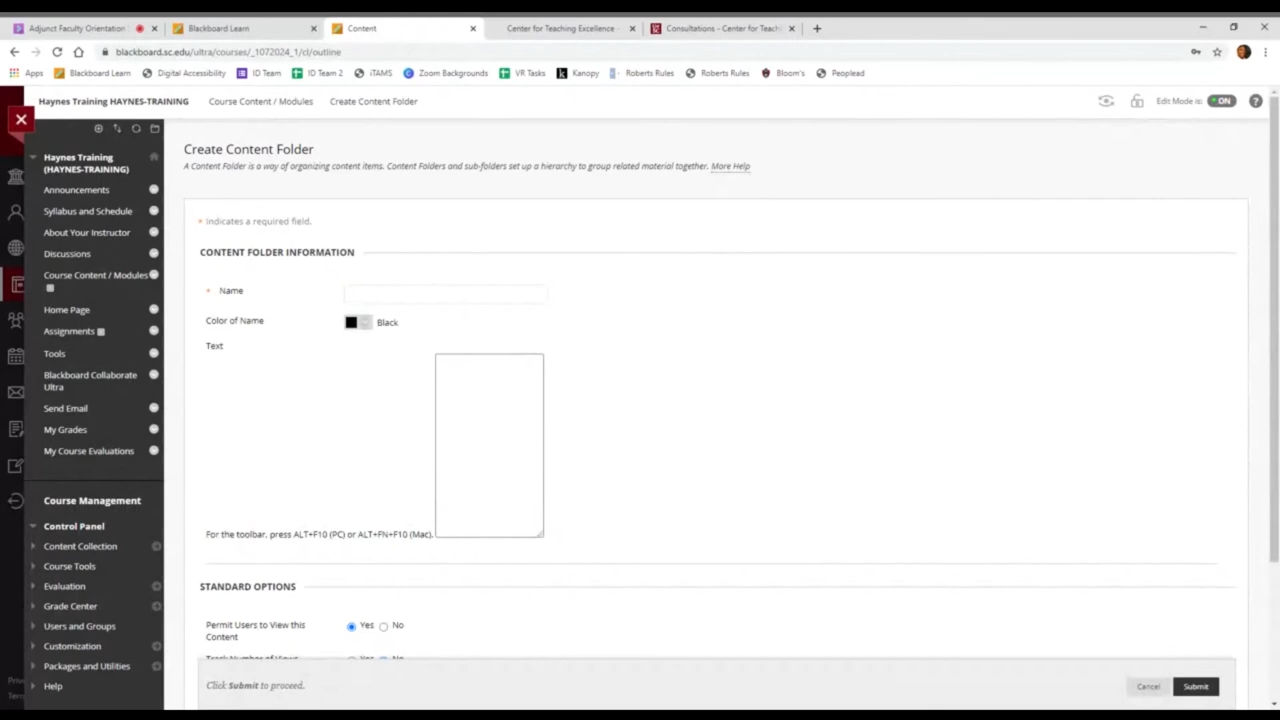 Adjunct Faculty Orientation
Blackboard Learn
Content
Center for Teaching Excellence -
Consultations - Center for Teach
blackboard.sc.edu/ultra/courses/_1072024_1/cl/outline
Apps
Blackboard Learn
Digital Accessibility
ID Team
ID Team 2
iTAMS
Zoom Backgrounds
VR Tasks
Kanopy
Roberts Rules
Roberts Rules
Bloom's
Peoplead
Haynes Training HAYNES-TRAINING
Course Content / Modules
Create Content Folder
Edit Mode is:
ON
Haynes Training
(HAYNES-TRAINING)
Announcements
Syllabus and Schedule
About Your Instructor
Discussions
Course Content / Modules
Home Page
Assignments
Tools
Blackboard Collaborate
Ultra
Send Email
My Grades
My Course Evaluations
Course Management
Control Panel
Content Collection
Course Tools
Evaluation
Grade Center
Users and Groups
Customization
Packages and Utilities
Help
Priv
Term
Create Content Folder
A Content Folder is a way of organizing content items. Content Folders and sub-folders set up a hierarchy to group related material together. More Help
* Indicates a required field.
CONTENT FOLDER INFORMATION
* Name
Color of Name
Black
Text
For the toolbar, press ALT+F10 (PC) or ALT+FN+F10 (Mac).
STANDARD OPTIONS
Permit Users to View this
Content
Yes
No
Track Number of Views
Yes
No
Click Submit to proceed.
Cancel
Submit